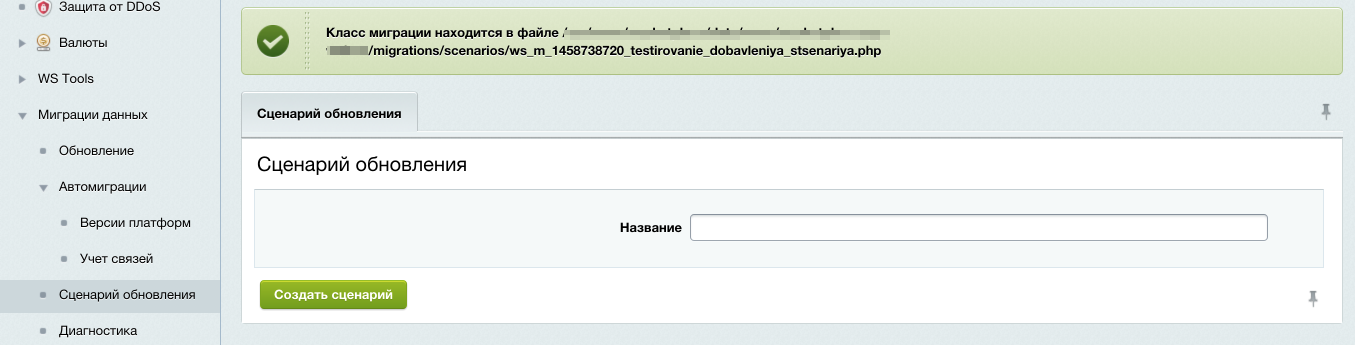 Защита от DDoS
Валюты
WS Tools
Миграции данных
Обновление
Автомиграции
Версии платформ
Учет связей
Сценарий обновления
Диагностика
Класс миграции находится в файле
/migrations/scenarios/ws_m_1458738720_testirovanie_dobavleniya_stsenariya.php
Сценарий обновления
Сценарий обновления
Название
Создать сценарий